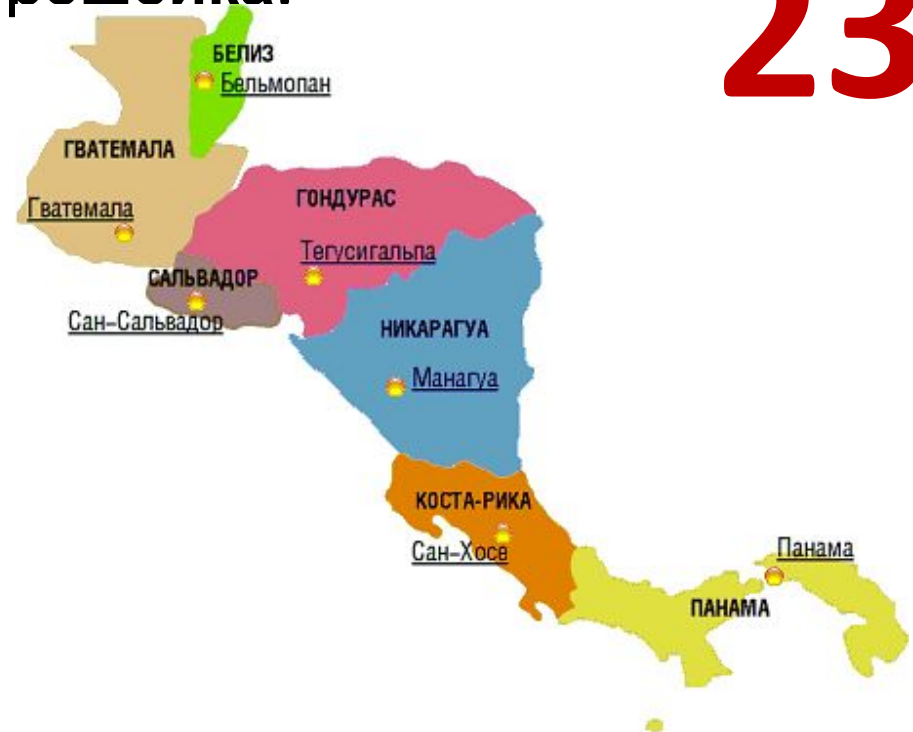 23
БЕЛИЗ
Бельмопан
ГВАТЕМАЛА
Гватемала
ГОНДУРАС
Тегусигальпа
САЛЬВАДОР
Сан-Сальвадор
НИКАРАГУА
Манагуа
КОСТА-РИКА
Сан-Хосе
Панама
ПАНАМА